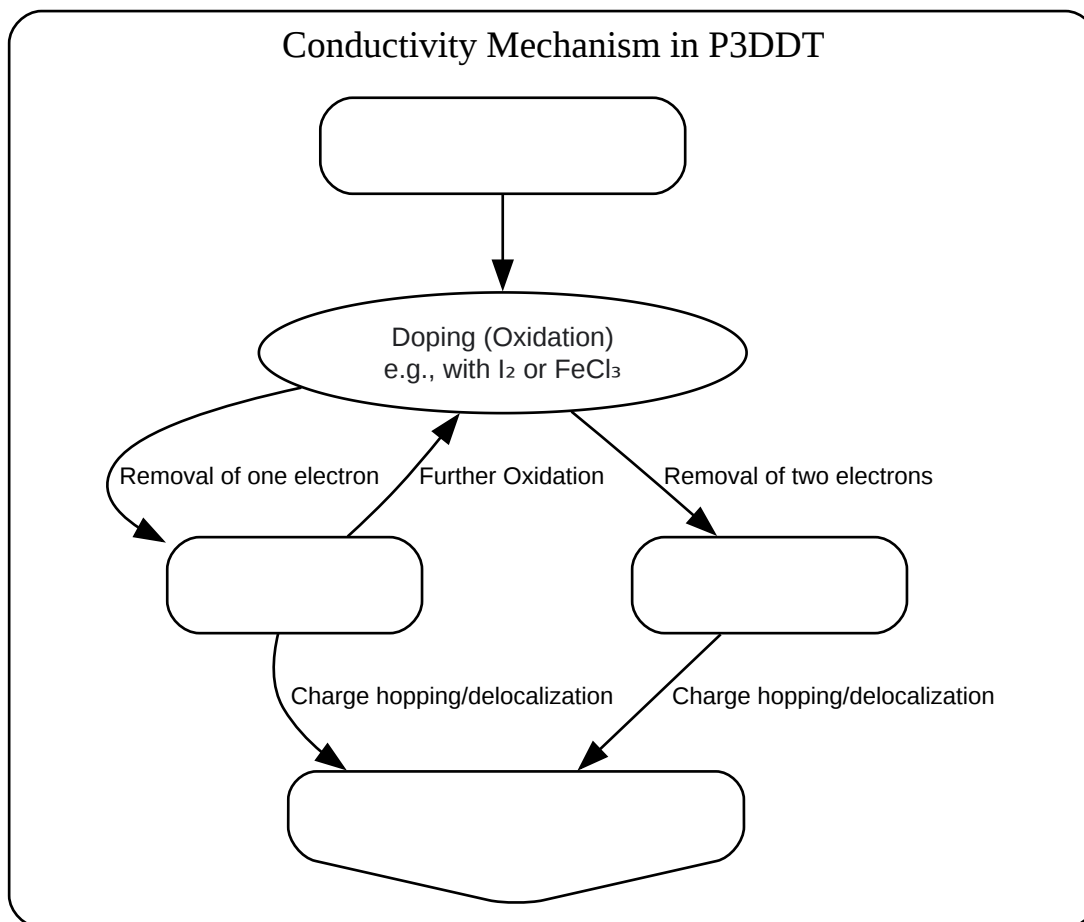 Conductivity Mechanism in P3DDT
Doping (Oxidation)
e.g., with I₂ or FeCl₃
Removal of one electron
Further Oxidation
Removal of two electrons
Charge hopping/delocalization
Charge hopping/delocalization